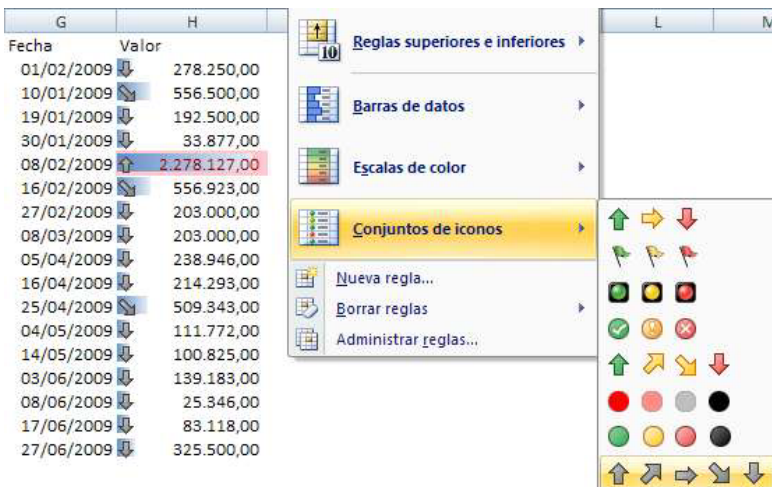 G H L M
Fecha Valor
01/02/2009 278.250,00
10/01/2009 556.500,00
19/01/2009 192.500,00
30/01/2009 33.877,00
08/02/2009 2.278.127,00
16/02/2009 556.923,00
27/02/2009 203.000,00
08/03/2009 203.000,00
05/04/2009 238.946,00
16/04/2009 214.293,00
25/04/2009 509.343,00
04/05/2009 111.772,00
14/05/2009 100.825,00
03/06/2009 139.183,00
08/06/2009 25.346,00
17/06/2009 83.118,00
27/06/2009 325.500,00
10
Reglas superiores e inferiores
Barras de datos
Escalas de color
Conjuntos de iconos
Nueva regla...
Borrar reglas
Administrar reglas...